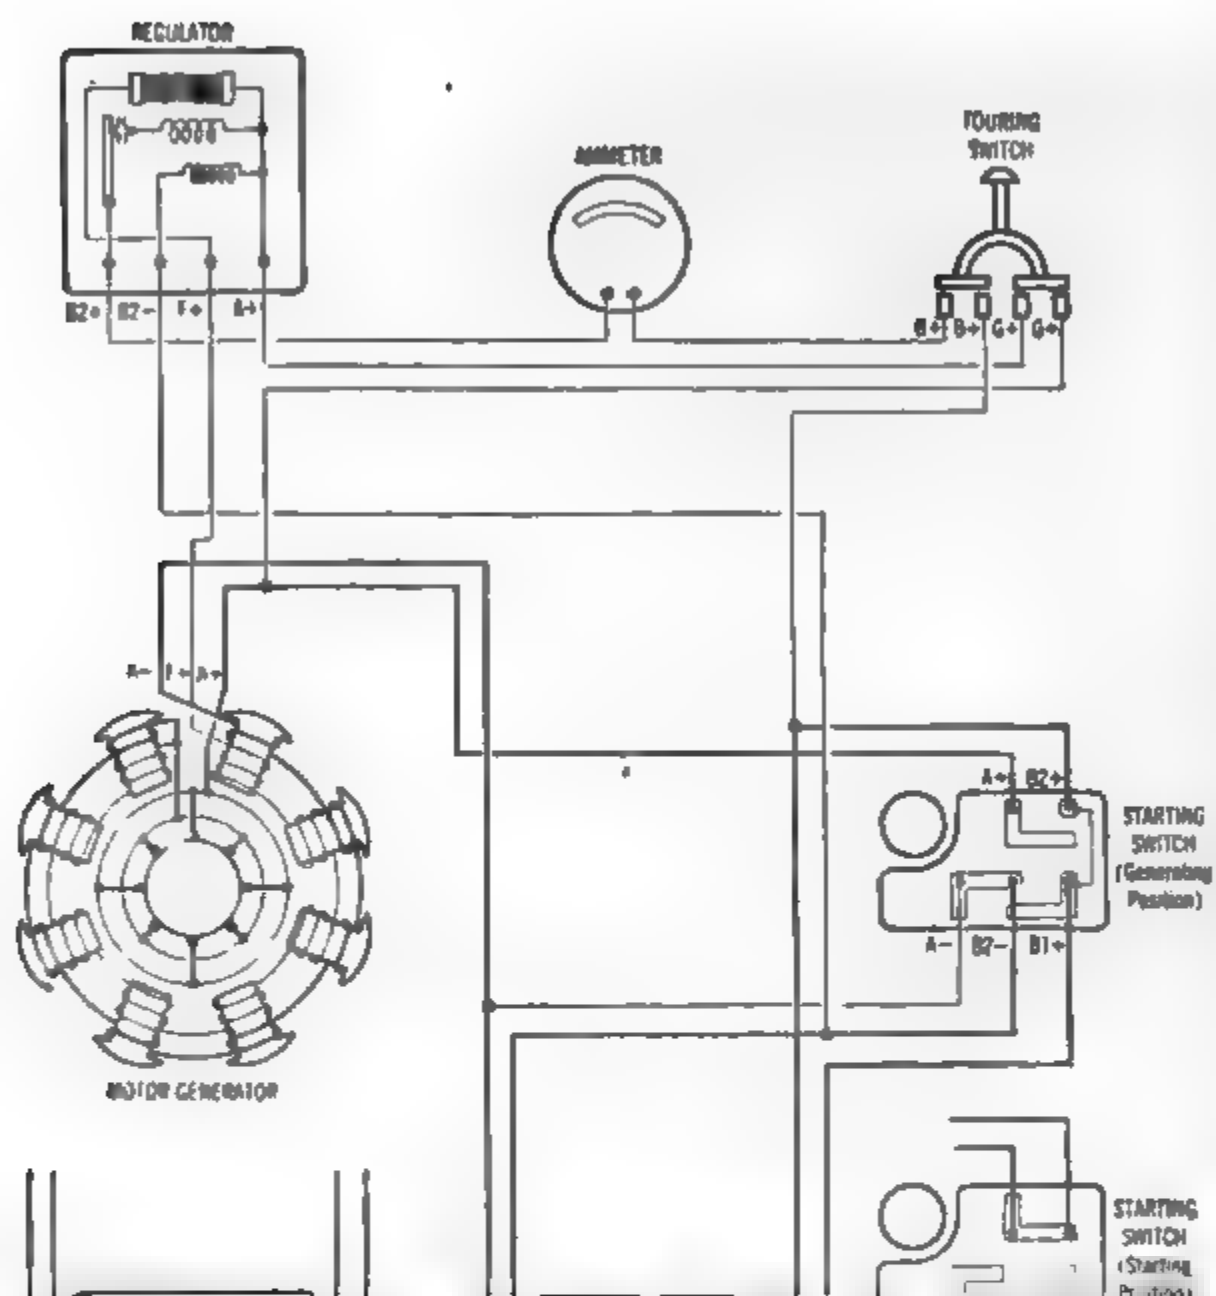 REGULATOR
TOURING
SWITCH
AMMETER
B2+ B2- F+ A+
B+ B+ G+ G+
A- F+ A+
A+ B2+
STARTING
SWITCH
(Generating
Position)
A- B2- B1+
MOTOR GENERATOR
STARTING
SWITCH
(Starting